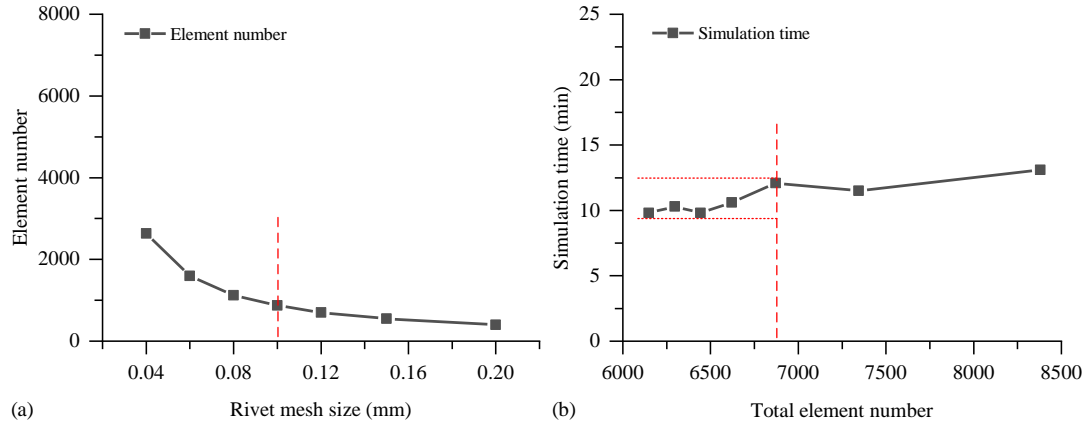 8000
6000
4000
2000
0
Element number
Element number
0.04
0.08
0.12
0.16
0.20
Rivet mesh size (mm)
(a)
25
20
15
10
5
0
Simulation time (min)
Simulation time
6000
6500
7000
7500
8000
8500
Total element number
(b)